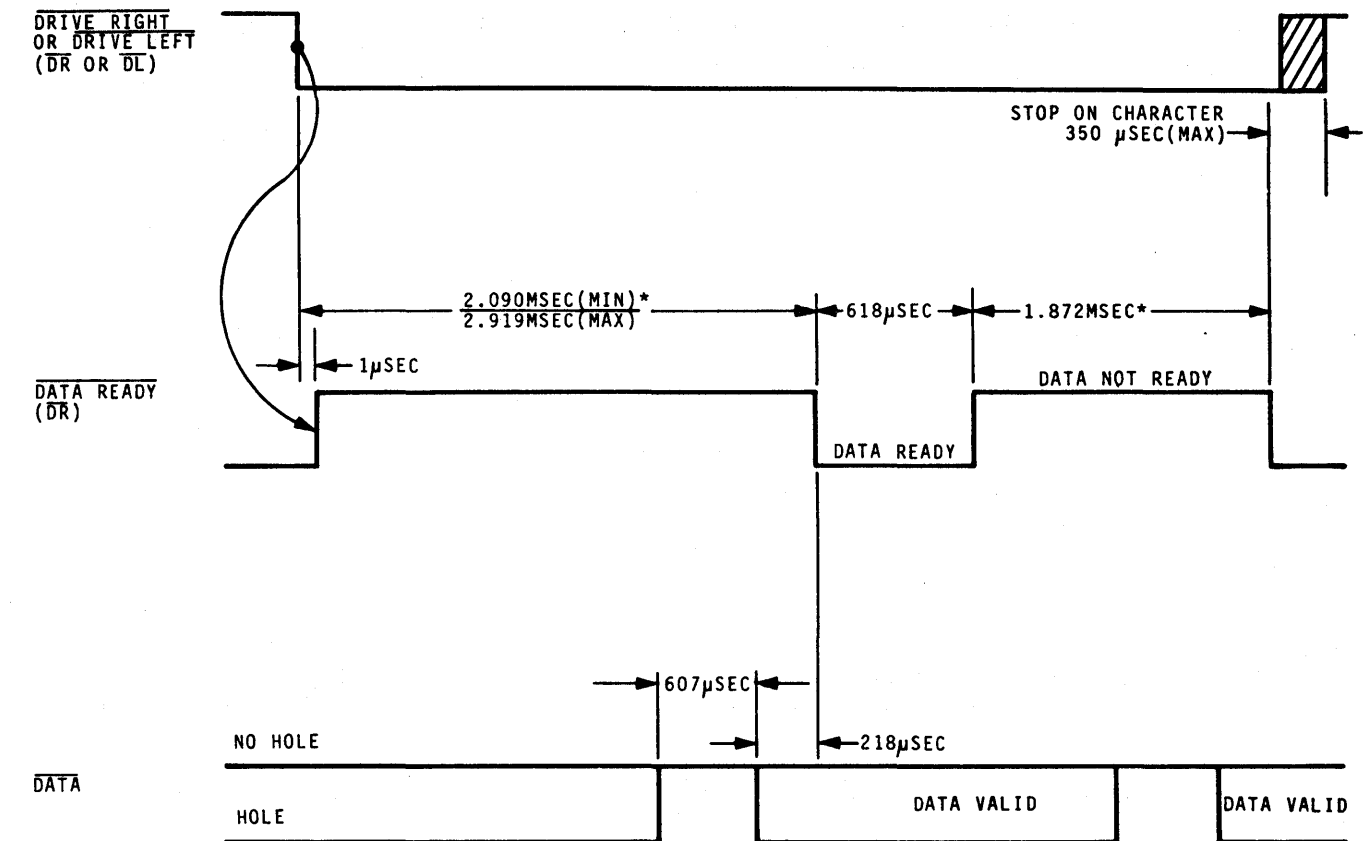 DRIVE RIGHT
OR DRIVE LEFT
(DR OR DL)
STOP ON CHARACTER
350 µSEC(MAX)
2.090MSEC(MIN)*
2.919MSEC(MAX)
618µSEC
1.872MSEC*
1µSEC
DATA READY
(DR)
DATA NOT READY
DATA READY
607µSEC
218µSEC
NO HOLE
DATA
HOLE
DATA VALID
DATA VALID